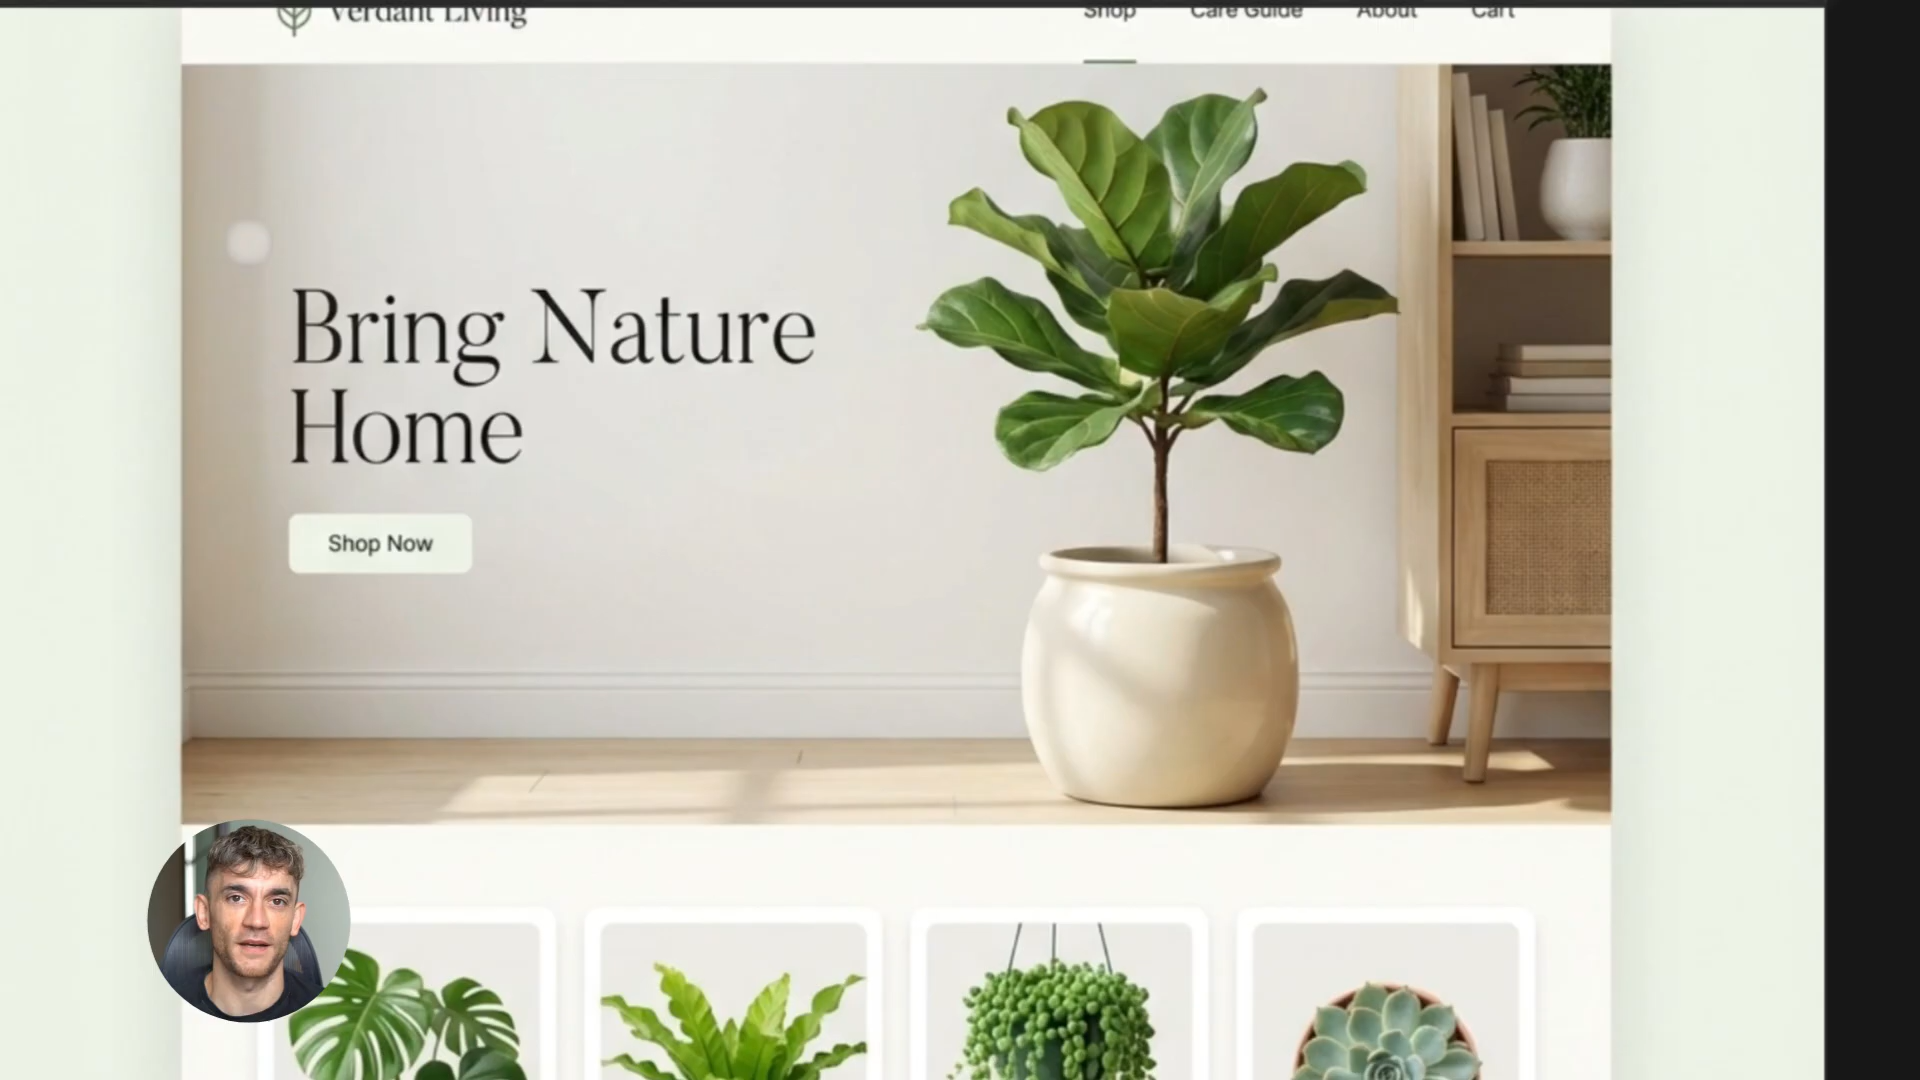 Verdant Living
Shop Care Guide About Cart
Bring Nature
Home
Shop Now